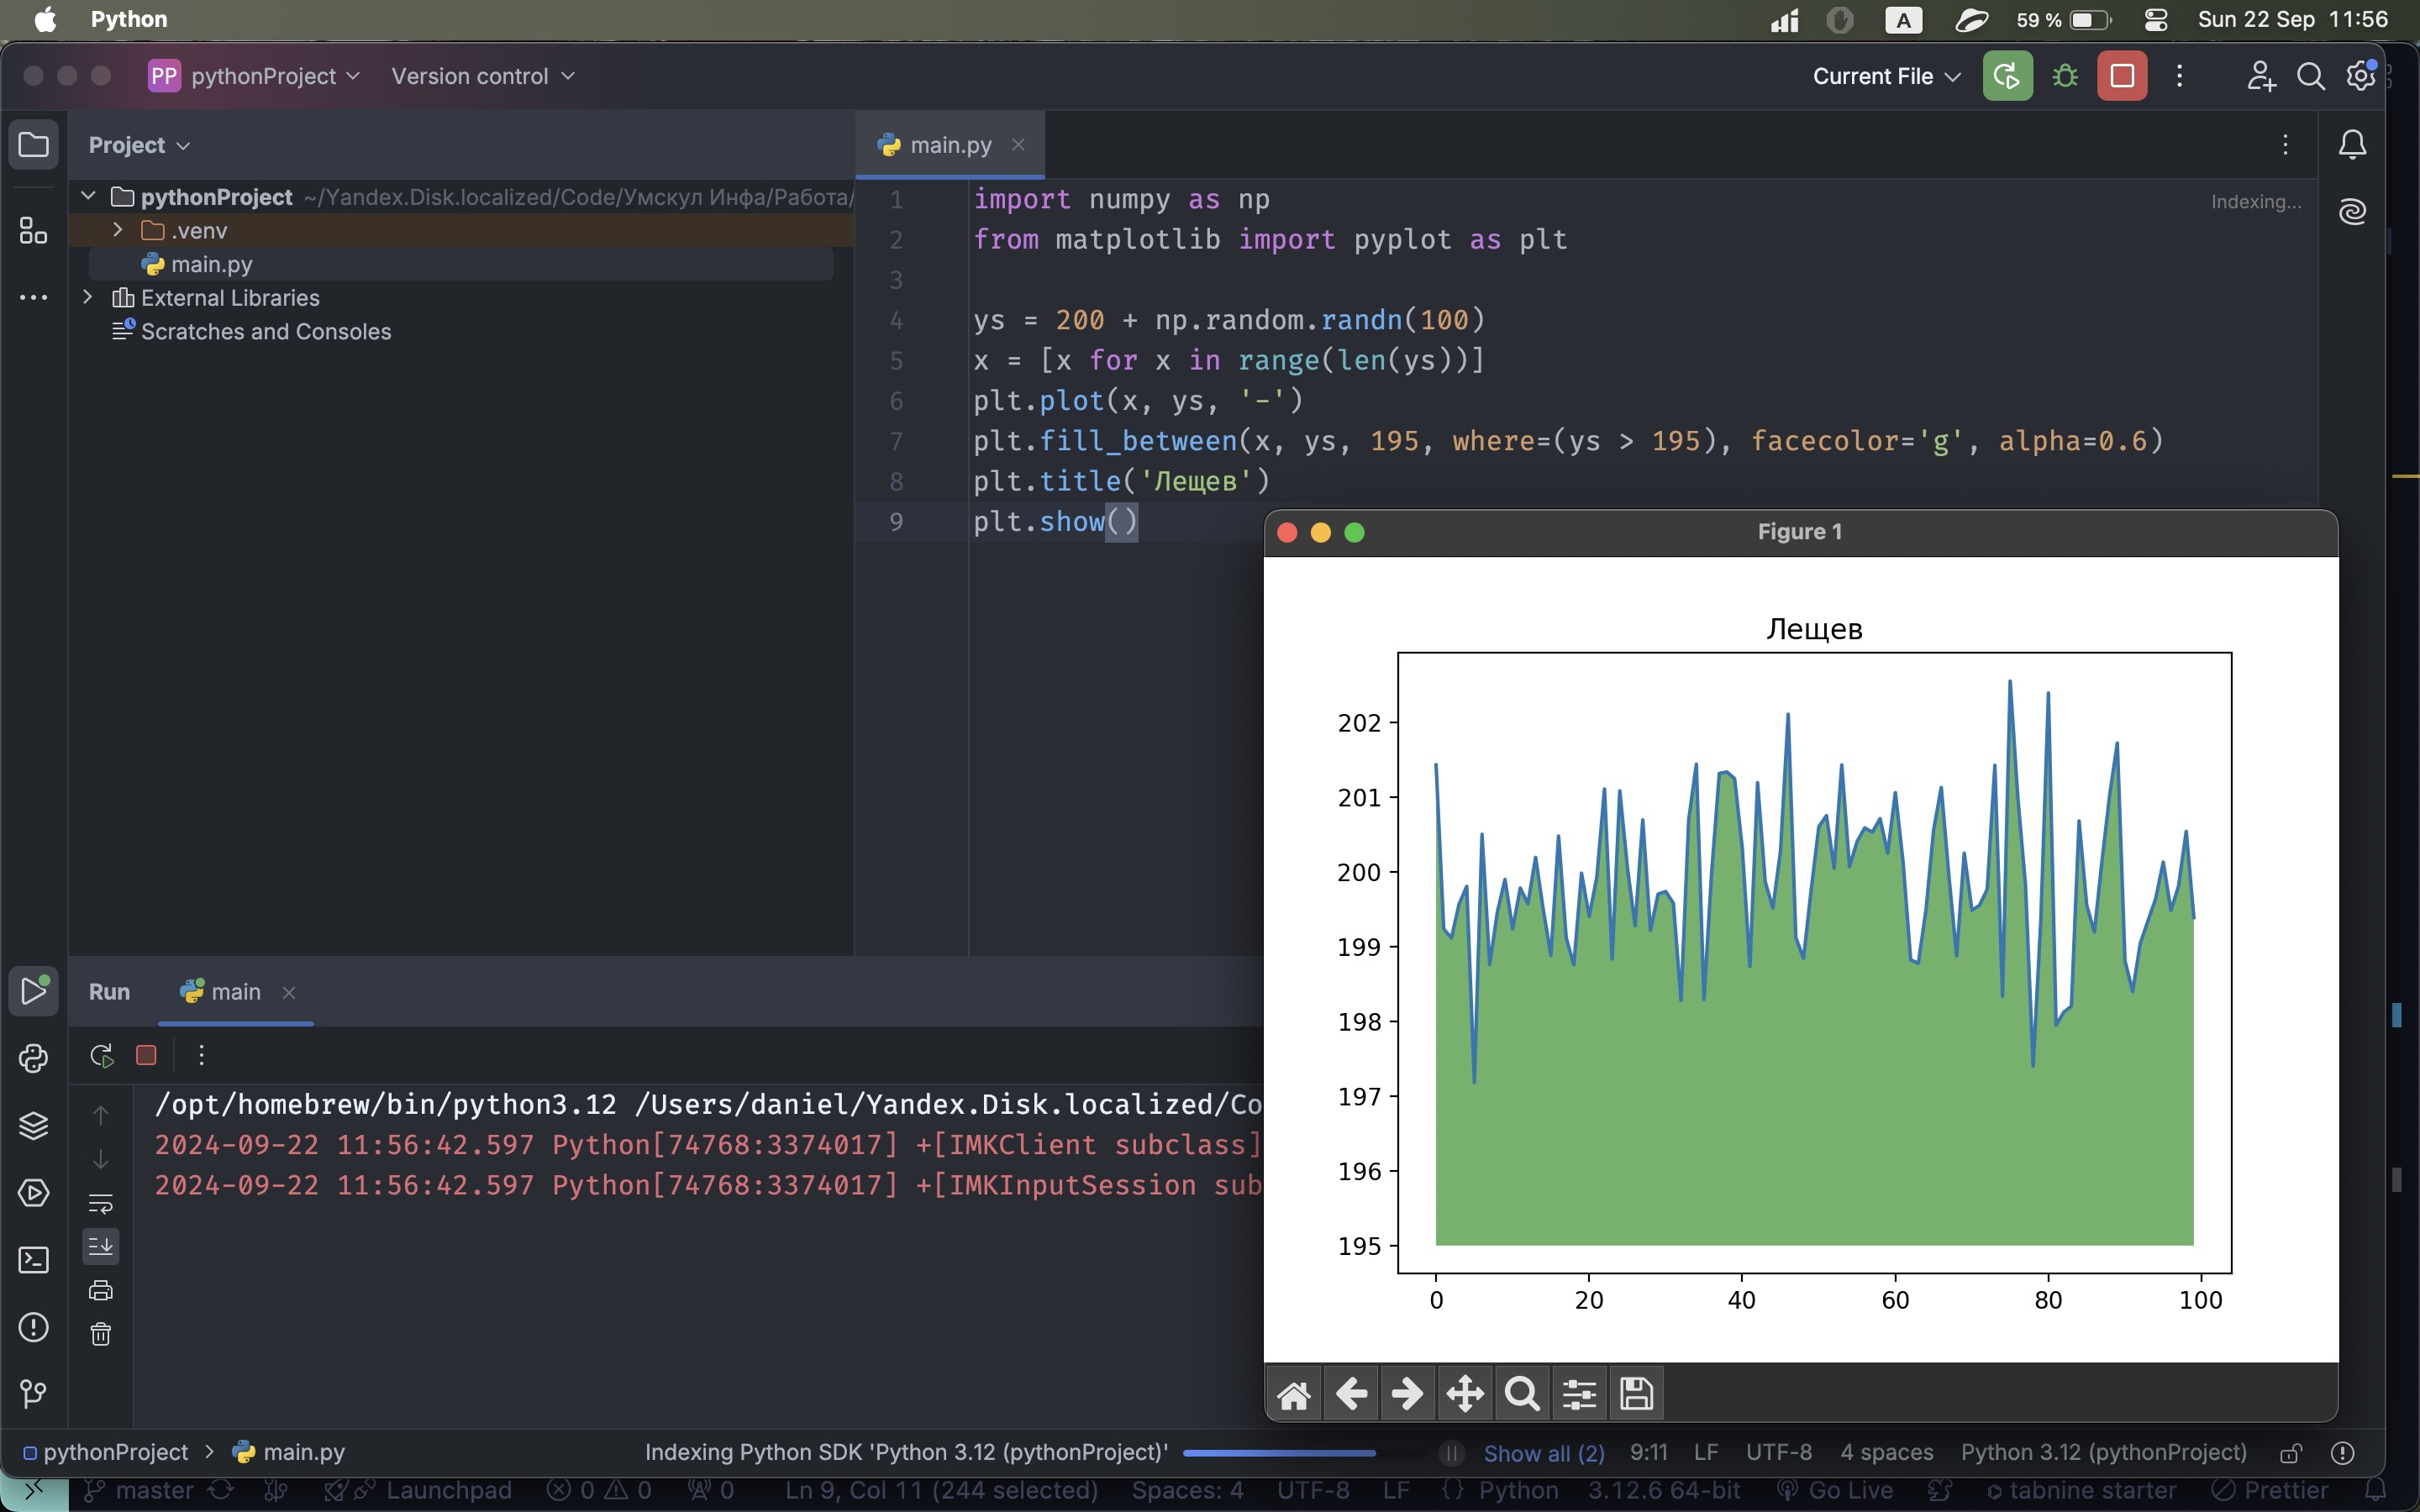 Python
A
59 %
Sun 22 Sep 11:56
PP pythonProject
Version control
Current File
Project
main.py
pythonProject ~/Yandex.Disk.localized/Code/Умскул Инфа/Работа/
.venv
main.py
External Libraries
Scratches and Consoles
Indexing...
1 import numpy as np
2 from matplotlib import pyplot as plt
3
4 ys = 200 + np.random.randn(100)
5 x = [x for x in range(len(ys))]
6 plt.plot(x, ys, '-')
7 plt.fill_between(x, ys, 195, where=(ys > 195), facecolor='g', alpha=0.6)
8 plt.title('Лещев')
9 plt.show()
Figure 1
Лещев
202
201
200
199
198
197
196
195
0 20 40 60 80 100
Run
main
/opt/homebrew/bin/python3.12 /Users/daniel/Yandex.Disk.localized/Co
2024-09-22 11:56:42.597 Python[74768:3374017] +[IMKClient subclass]
2024-09-22 11:56:42.597 Python[74768:3374017] +[IMKInputSession sub
pythonProject > main.py
Indexing Python SDK 'Python 3.12 (pythonProject)'
Show all (2) 9:11 LF UTF-8 4 spaces Python 3.12 (pythonProject)
master Launchpad 0 0 0 Ln 9, Col 11 (244 selected) Spaces: 4 UTF-8 LF {} Python 3.12.6 64-bit Go Live tabnine starter Prettier